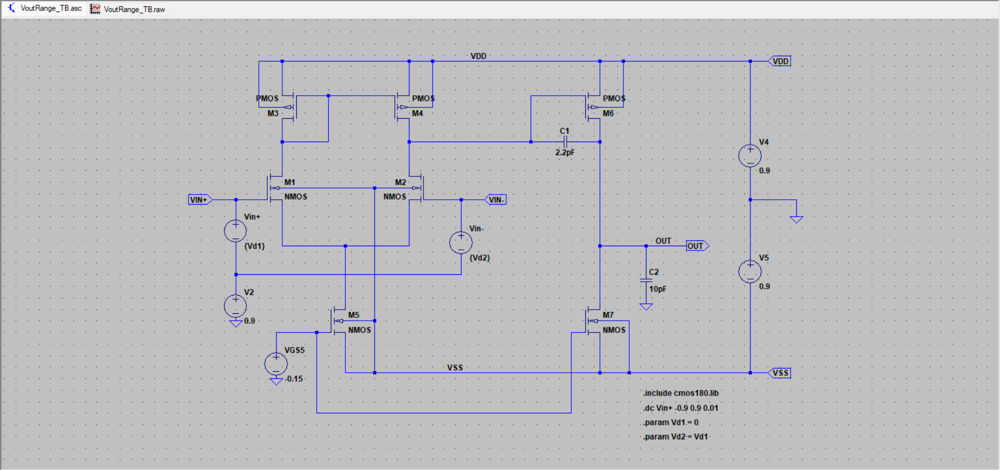 VoutRange_TB.asc
VoutRange_TB.raw
VDD
VDD
PMOS
M3
PMOS
M4
PMOS
M6
C1
2.2pF
V4
0.9
M1
NMOS
M2
NMOS
VIN+
VIN-
Vin+
{Vd1}
Vin-
{Vd2}
OUT
OUT
V5
0.9
C2
10pF
V2
0.9
M5
NMOS
M7
NMOS
VGS5
-0.15
VSS
VSS
.include cmos180.lib
.dc Vin+ -0.9 0.9 0.01
.param Vd1 = 0
.param Vd2 = Vd1